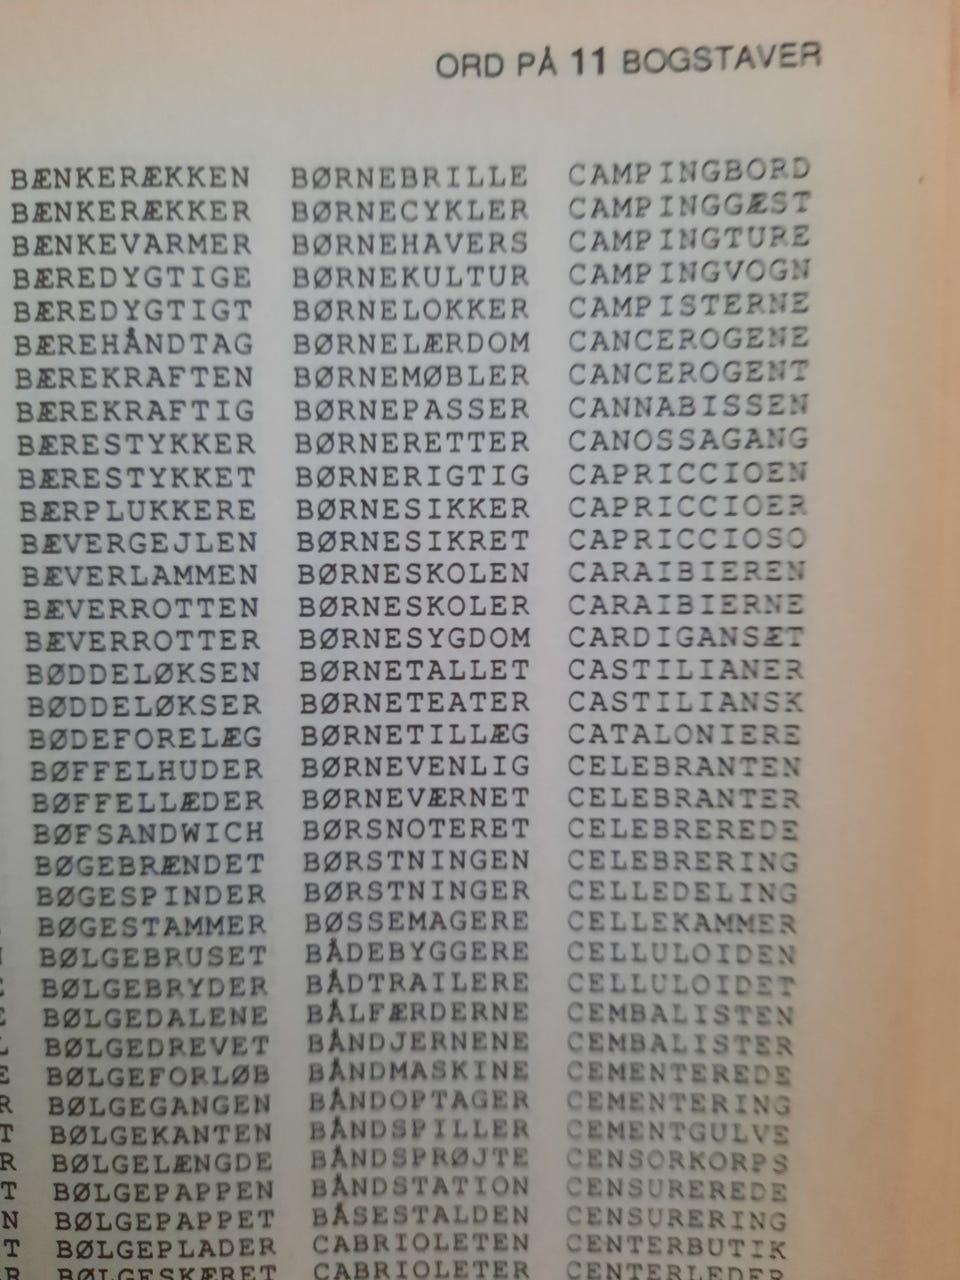 ORD PÅ 11 BOGSTAVER
BÆNKERÆKKEN
BÆNKERÆKKER
BÆNKEVARMER
BÆREDYGTIGE
BÆREDYGTIGT
BÆREHÅNDTAG
BÆREKRAFTEN
BÆREKRAFTIG
BÆRESTYKKER
BÆRESTYKKET
BÆRPLUKKERE
BÆVERGEJLEN
BÆVERLAMMEN
BÆVERROTTEN
BÆVERROTTER
BØDDELØKSEN
BØDDELØKSER
BØDEFORELÆG
BØFFELHUDER
BØFFELLÆDER
BØFSANDWICH
BØGEBRÆNDET
BØGESPINDER
BØGESTAMMER
BØLGEBRUSET
BØLGEBRYDER
BØLGEDALENE
BØLGEDREVET
BØLGEFORLØB
BØLGEGANGEN
BØLGEKANTEN
BØLGELÆNGDE
BØLGEPAPPEN
BØLGEPAPPET
BØLGEPLADER
BØLGESKÆRET
BØRNEBRILLE
BØRNECYKLER
BØRNEHAVERS
BØRNEKULTUR
BØRNELOKKER
BØRNELÆRDOM
BØRNEMØBLER
BØRNEPASSER
BØRNERETTER
BØRNERIGTIG
BØRNESIKKER
BØRNESIKRET
BØRNESKOLEN
BØRNESKOLER
BØRNESYGDOM
BØRNETALLET
BØRNETEATER
BØRNETILLÆG
BØRNEVENLIG
BØRNEVÆRNET
BØRSNOTERET
BØRSTNINGEN
BØRSTNINGER
BØSSEMAGERE
BÅDEBYGGERE
BÅDTRAILERE
BÅLFÆRDERNE
BÅNDJERNENE
BÅNDMASKINE
BÅNDOPTAGER
BÅNDSPILLER
BÅNDSPRØJTE
BÅNDSTATION
BÅSESTALDEN
CABRIOLETEN
CABRIOLETER
CAMPINGBORD
CAMPINGGÆST
CAMPINGTURE
CAMPINGVOGN
CAMPISTERNE
CANCEROGENE
CANCEROGENT
CANNABISSEN
CANOSSAGANG
CAPRICCIOEN
CAPRICCIOER
CAPRICCIOSO
CARAIBIEREN
CARAIBIERNE
CARDIGANSÆT
CASTILIANER
CASTILIANSK
CATALONIERE
CELEBRANTEN
CELEBRANTER
CELEBREREDE
CELEBRERING
CELLEDELING
CELLEKAMMER
CELLULOIDEN
CELLULOIDET
CEMBALISTEN
CEMBALISTER
CEMENTEREDE
CEMENTERING
CEMENTGULVE
CENSORKORPS
CENSUREREDE
CENSURERING
CENTERBUTIK
CENTERLEDER